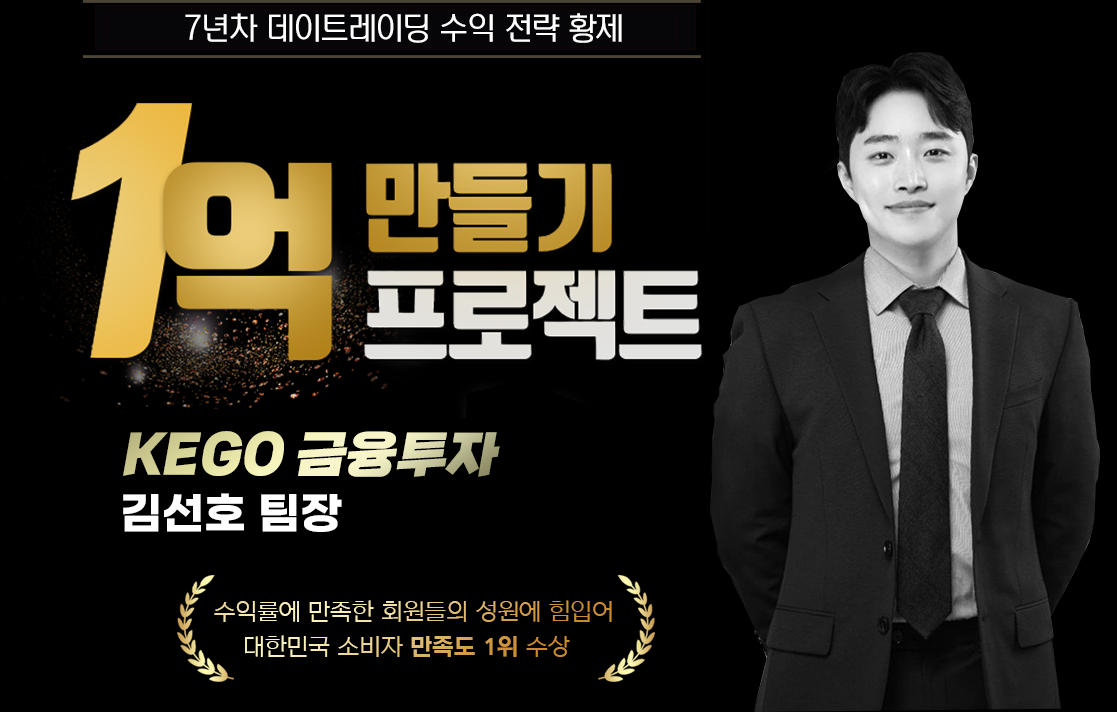 7년차 데이트레이딩 수익 전략 황제
1억 만들기
프로젝트
KEGO 금융투자
김선호 팀장
수익률에 만족한 회원들의 성원에 힘입어
대한민국 소비자 만족도 1위 수상